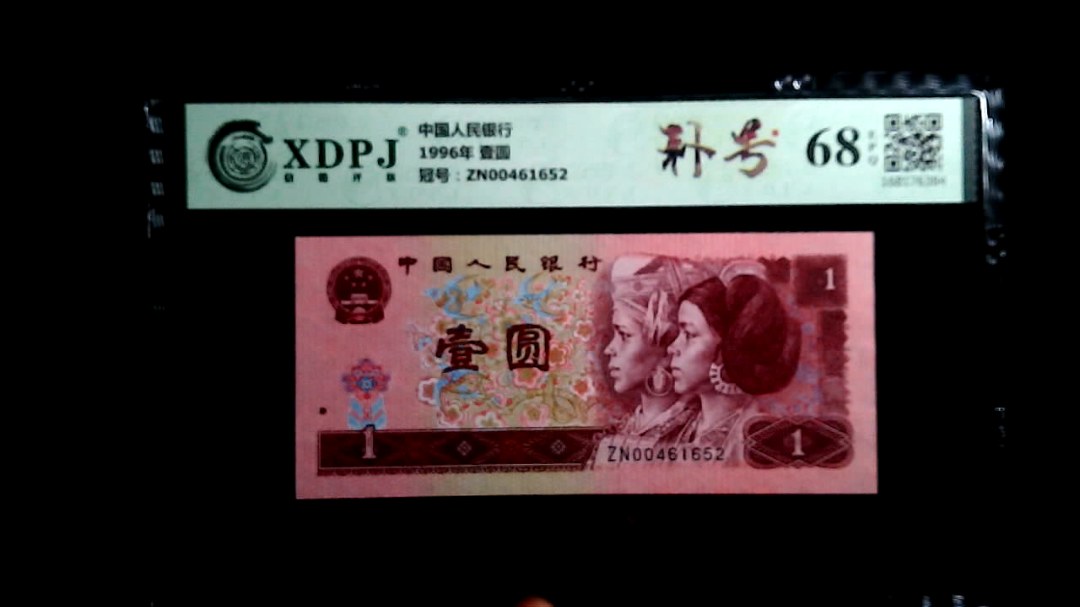 XDPJ®
中国人民银行
1996年 壹圆
冠号：ZN00461652
补号
68
EPQ
中国人民银行
1
壹圆
1
ZN00461652
1